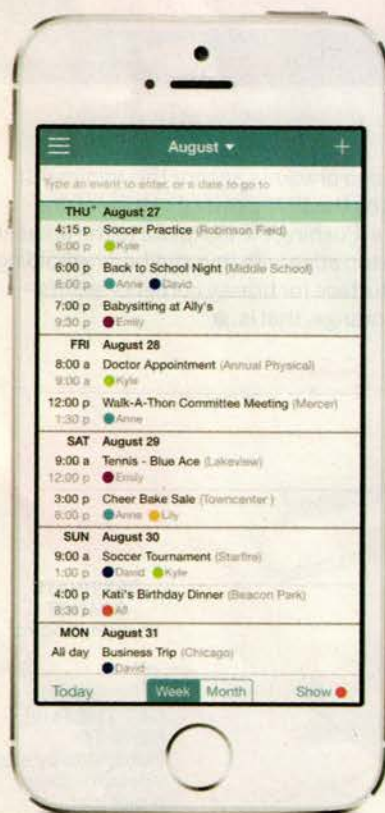 August
Type an event to enter, or a date to go to
THU August 27
4:15 p Soccer Practice (Robinson Field)
6:00 p Kyle
6:00 p Back to School Night (Middle School)
8:00 p Anne David
7:00 p Babysitting at Ally's
9:30 p Emily
FRI August 28
8:00 a Doctor Appointment (Annual Physical)
9:00 a Kyle
12:00 p Walk-A-Thon Committee Meeting (Mercer)
1:30 p Anne
SAT August 29
9:00 a Tennis - Blue Ace (Lakeview)
12:00 p Emily
3:00 p Cheer Bake Sale (Towncenter )
8:00 p Anne Lily
SUN August 30
9:00 a Soccer Tournament (Starfire)
1:00 p David Kyle
4:00 p Kati's Birthday Dinner (Beacon Park)
8:30 p All
MON August 31
All day Business Trip (Chicago)
David
Today Week Month Show